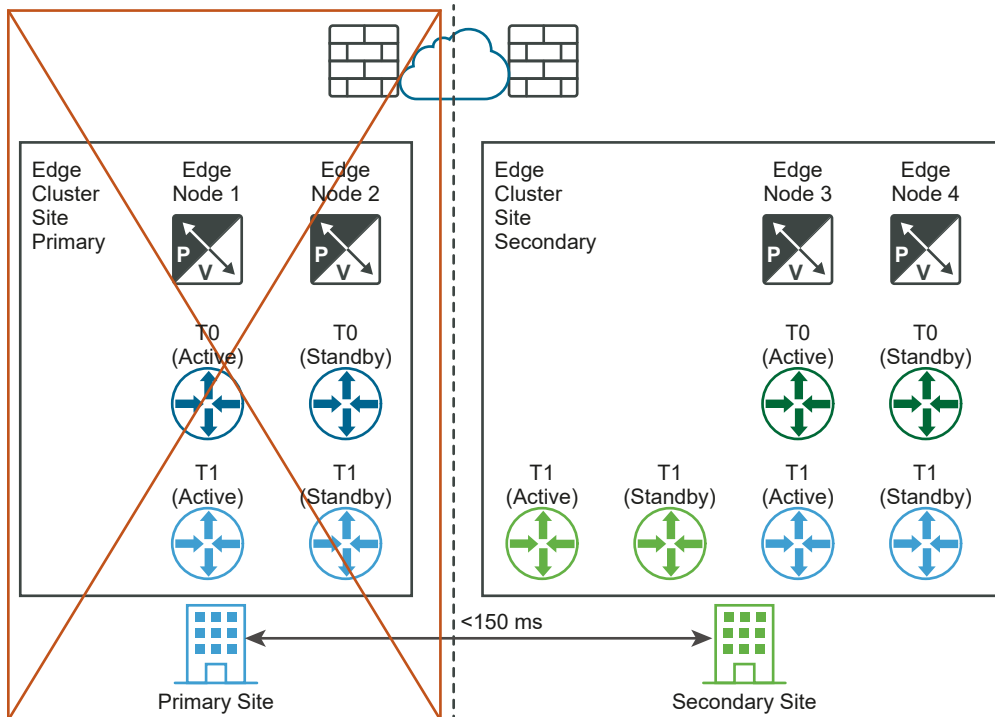 Edge
Cluster
Site
Primary
Edge
Node 1
Edge
Node 2
P
V
P
V
T0
(Active)
T0
(Standby)
T1
(Active)
T1
(Standby)
Edge
Cluster
Site
Secondary
Edge
Node 3
Edge
Node 4
P
V
P
V
T0
(Active)
T0
(Standby)
T1
(Active)
T1
(Standby)
T1
(Active)
T1
(Standby)
<150 ms
Primary Site
Secondary Site